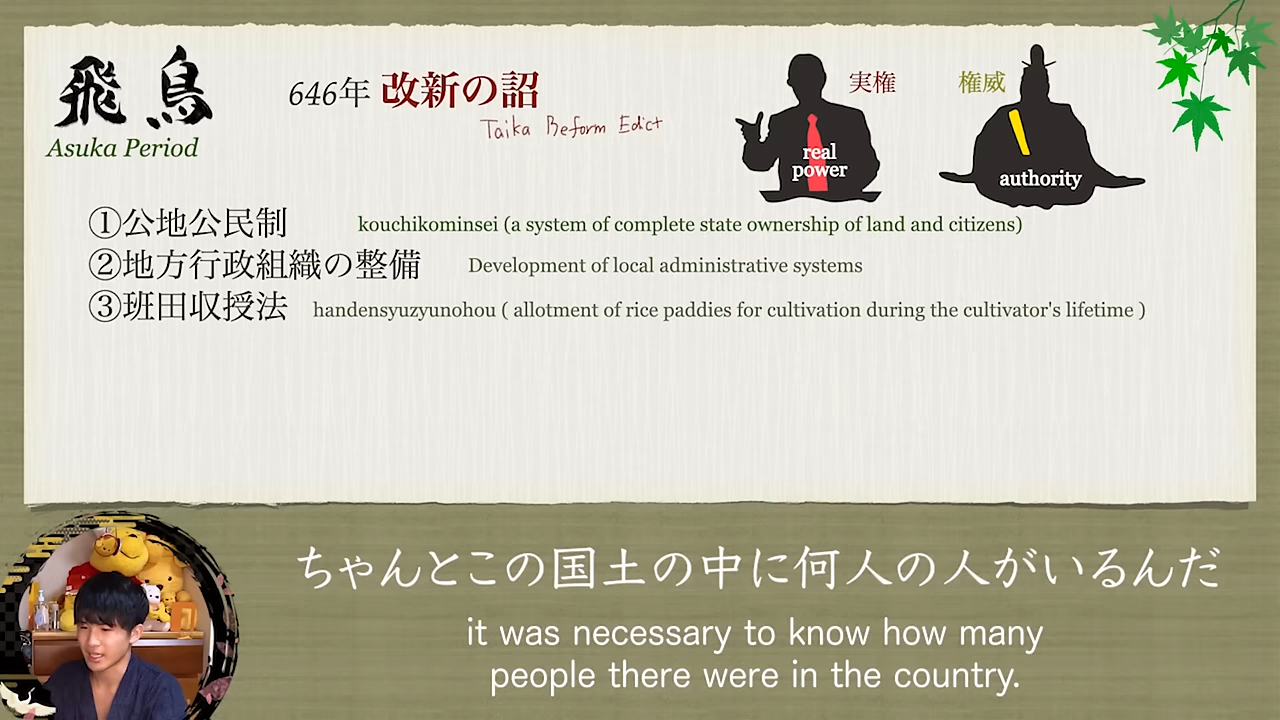 飛鳥
Asuka Period
646年 改新の詔
Taika Reform Edict
実権
real
power
権威
authority
①公地公民制 kouchikominsei (a system of complete state ownership of land and citizens)
②地方行政組織の整備 Development of local administrative systems
③班田収授法 handensyuzyunohou ( allotment of rice paddies for cultivation during the cultivator's lifetime )
ちゃんとこの国土の中に何人の人がいるんだ
it was necessary to know how many
people there were in the country.